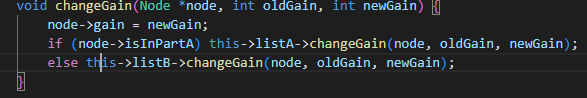 void changeGain(Node *node, int oldGain, int newGain) {
node->gain = newGain;
if (node->isInPartA) this->listA->changeGain(node, oldGain, newGain);
else this->listB->changeGain(node, oldGain, newGain);
}